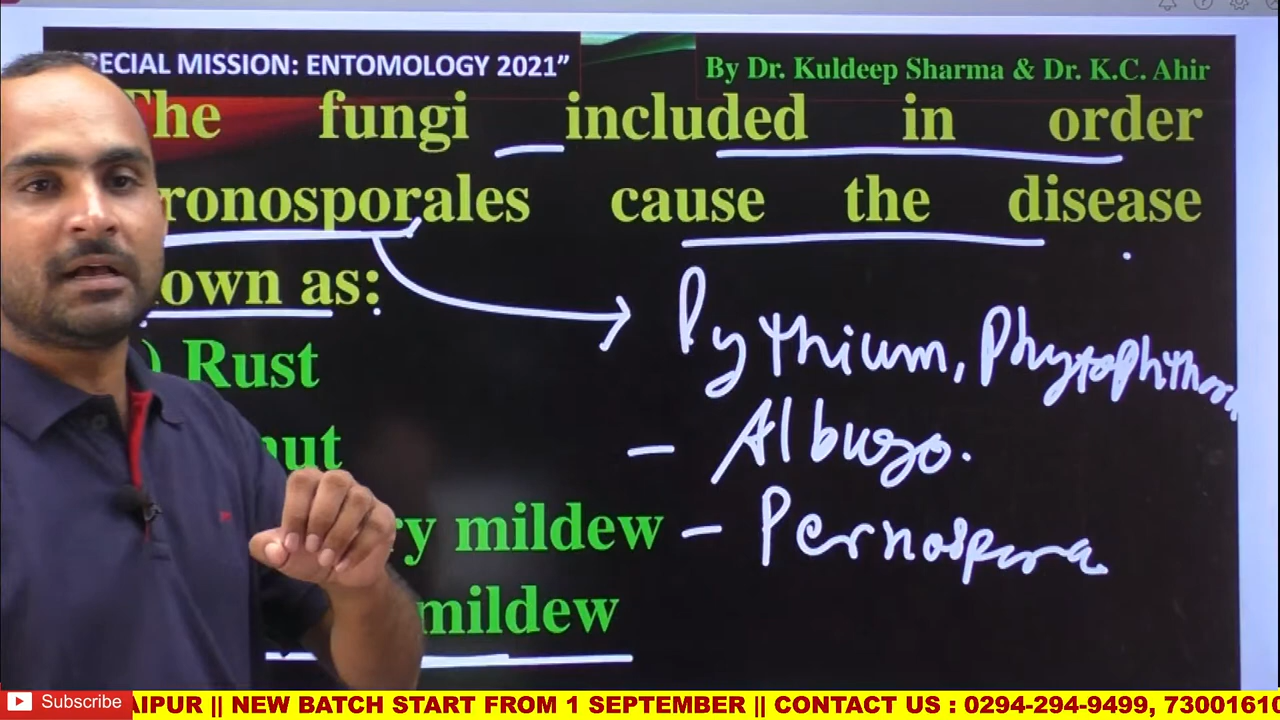 ECIAL MISSION: ENTOMOLOGY 2021” By Dr. Kuldeep Sharma & Dr. K.C. Ahir
The fungi included in order
ronosporales cause the disease
own as:
) Rust
Pythium, Phytophthora
nut
- Albugo.
ry mildew - Pernospora
mildew
Subscribe AIPUR || NEW BATCH START FROM 1 SEPTEMBER || CONTACT US : 0294-294-9499, 73001610